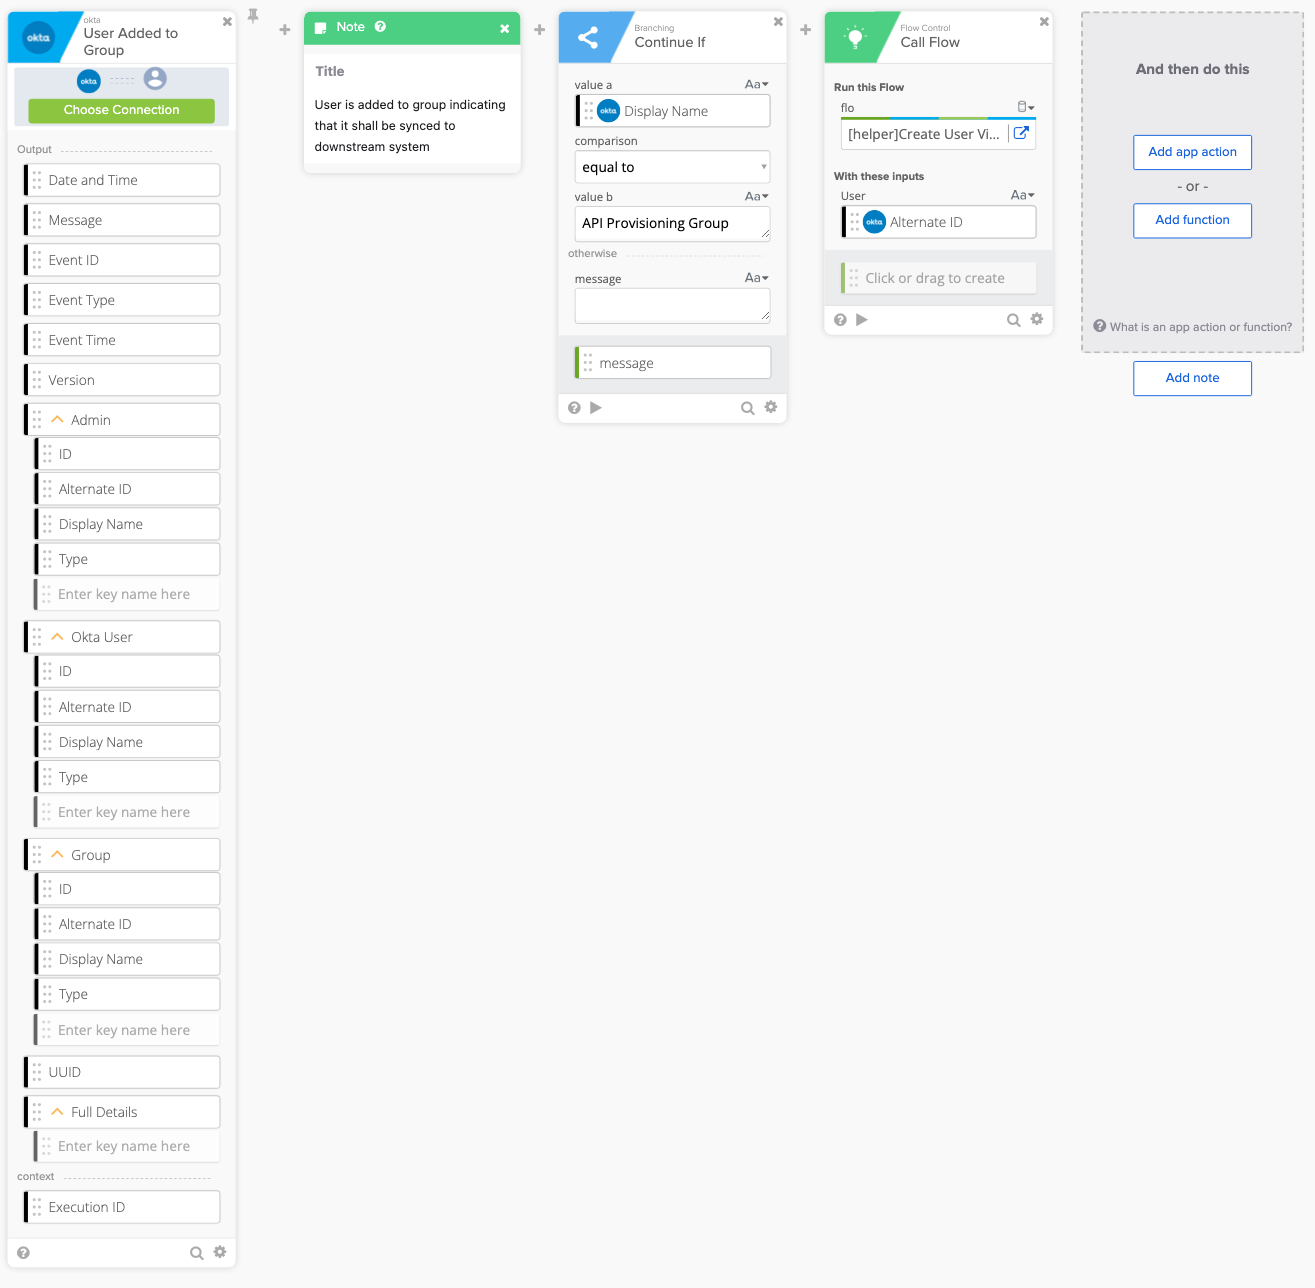 okta
User Added to
Group
okta
okta
Choose Connection
Output
Date and Time
Message
Event ID
Event Type
Event Time
Version
Admin
ID
Alternate ID
Display Name
Type
Enter key name here
Okta User
ID
Alternate ID
Display Name
Type
Enter key name here
Group
ID
Alternate ID
Display Name
Type
Enter key name here
UUID
Full Details
Enter key name here
context
Execution ID
Note
Title
User is added to group indicating
that it shall be synced to
downstream system
Branching
Continue If
value a
Aa
okta
Display Name
comparison
equal to
value b
Aa
API Provisioning Group
otherwise
message
Aa
message
Flow Control
Call Flow
Run this Flow
flo
[helper]Create User Vi...
With these inputs
User
Aa
okta
Alternate ID
Click or drag to create
And then do this
Add app action
- or -
Add function
What is an app action or function?
Add note